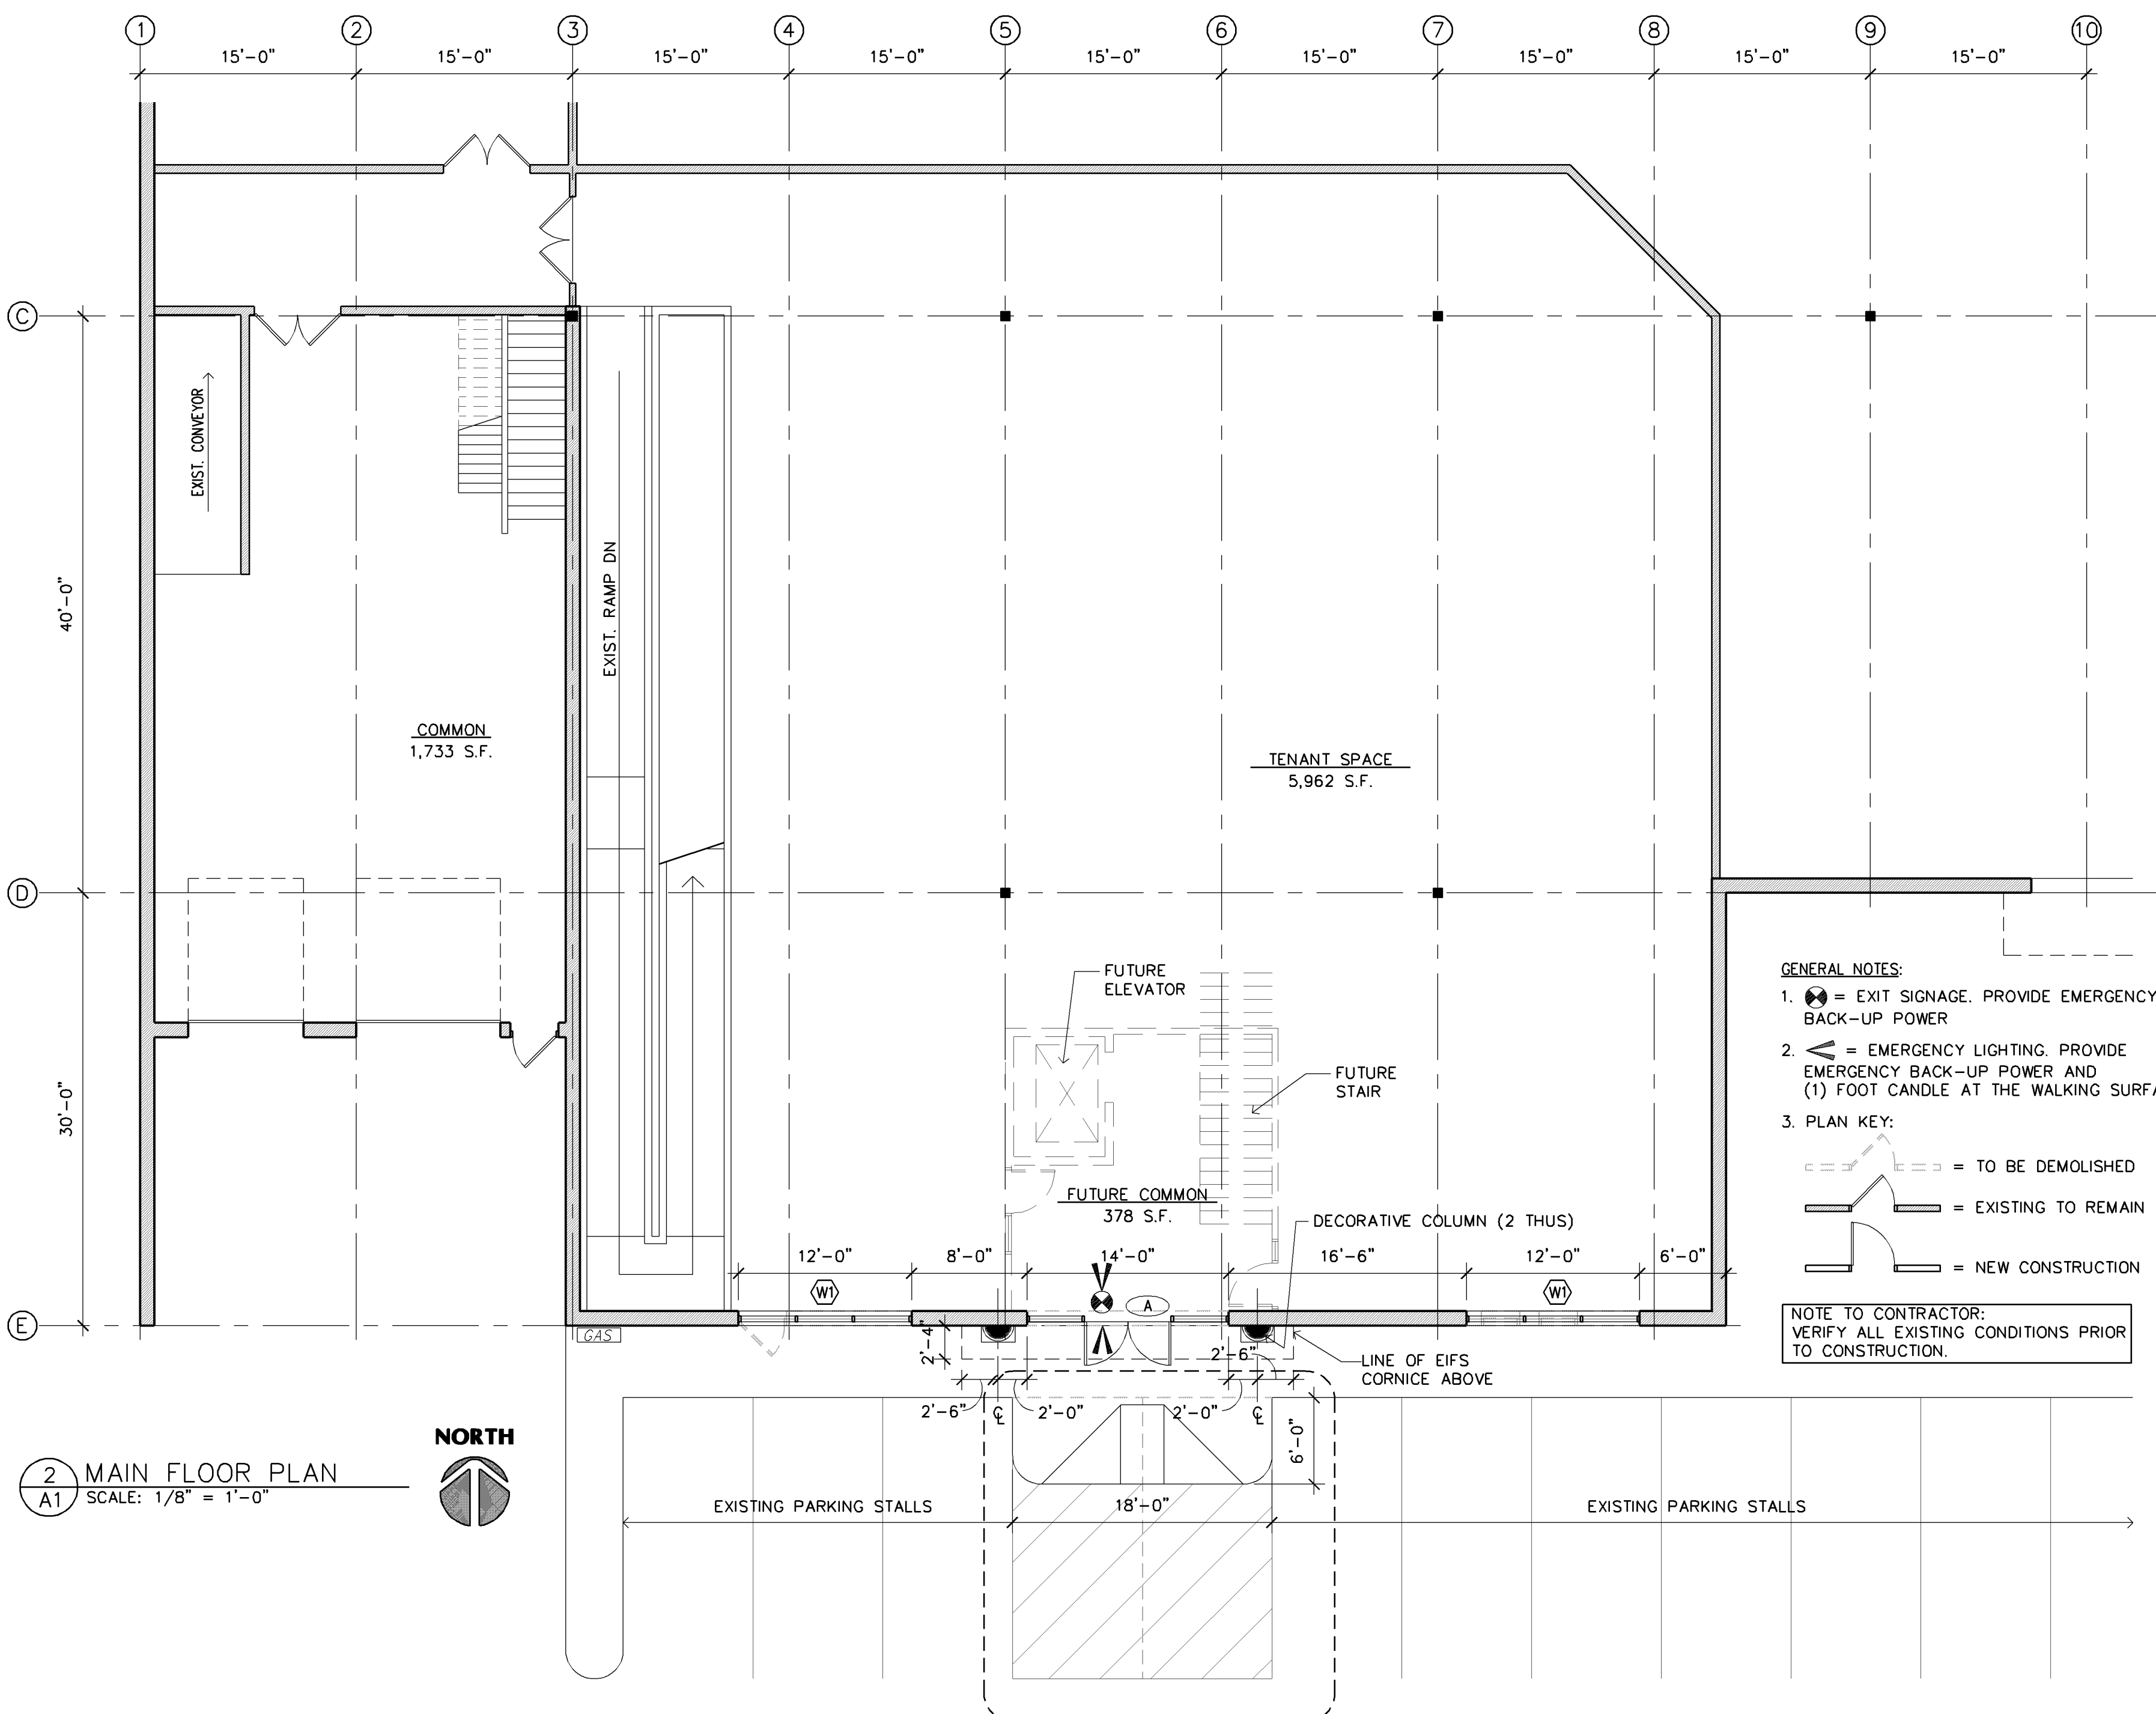 1 2 3 4 5 6 7 8 9 10
15'-0" 15'-0" 15'-0" 15'-0" 15'-0" 15'-0" 15'-0" 15'-0" 15'-0"
C
D
E
40'-0"
30'-0"
EXIST. CONVEYOR
EXIST. RAMP DN
COMMON
1,733 S.F.
TENANT SPACE
5,962 S.F.
FUTURE
ELEVATOR
FUTURE
STAIR
FUTURE COMMON
378 S.F.
DECORATIVE COLUMN (2 THUS)
12'-0" 8'-0" 14'-0" 16'-6" 12'-0" 6'-0"
W1 A W1
GAS
2'-4"
2'-6"
LINE OF EIFS
CORNICE ABOVE
2'-6" CL 2'-0" 2'-0" CL
6'-0"
18'-0"
EXISTING PARKING STALLS
EXISTING PARKING STALLS
GENERAL NOTES:
1. = EXIT SIGNAGE. PROVIDE EMERGENCY
BACK-UP POWER
2. = EMERGENCY LIGHTING. PROVIDE
EMERGENCY BACK-UP POWER AND
(1) FOOT CANDLE AT THE WALKING SURFA
3. PLAN KEY:
= TO BE DEMOLISHED
= EXISTING TO REMAIN
= NEW CONSTRUCTION
NOTE TO CONTRACTOR:
VERIFY ALL EXISTING CONDITIONS PRIOR
TO CONSTRUCTION.
NORTH
2
A1
MAIN FLOOR PLAN
SCALE: 1/8" = 1'-0"